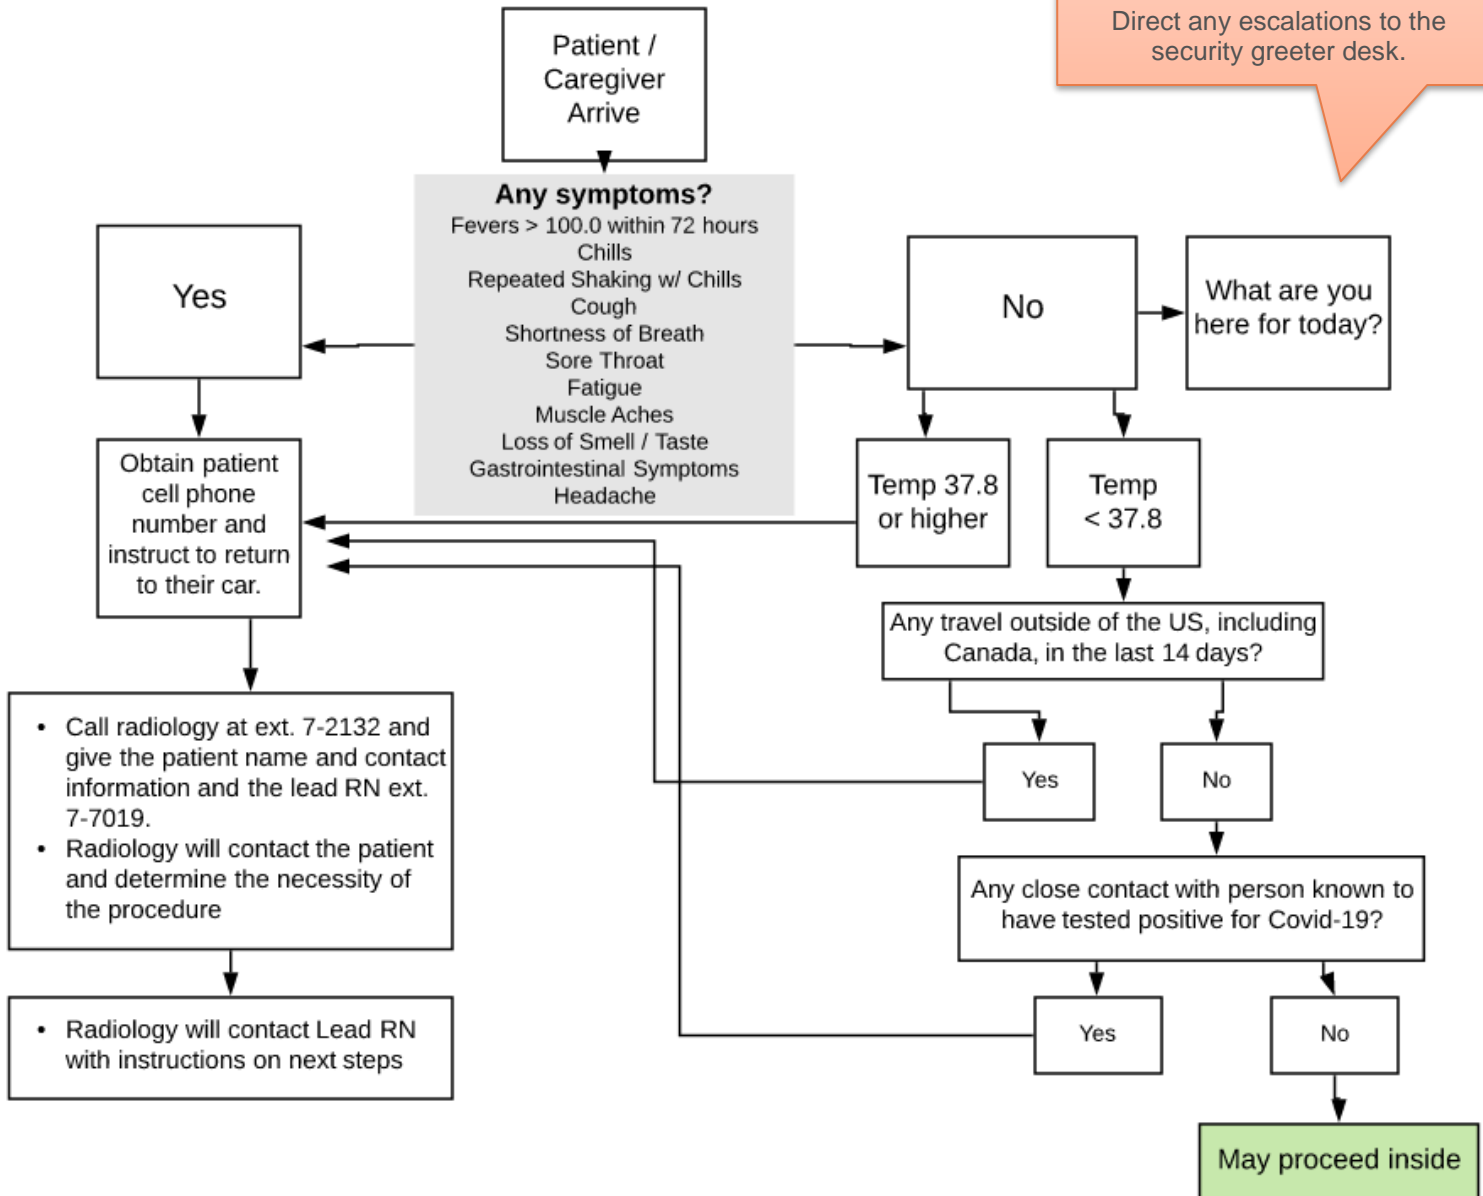 Direct any escalations to the
security greeter desk.
Patient /
Caregiver
Arrive
Any symptoms?
Fevers > 100.0 within 72 hours
Chills
Repeated Shaking w/ Chills
Cough
Shortness of Breath
Sore Throat
Fatigue
Muscle Aches
Loss of Smell / Taste
Gastrointestinal Symptoms
Headache
Yes
No
What are you
here for today?
Obtain patient
cell phone
number and
instruct to return
to their car.
Temp 37.8
or higher
Temp
< 37.8
Any travel outside of the US, including
Canada, in the last 14 days?
Yes
No
• Call radiology at ext. 7-2132 and
give the patient name and contact
information and the lead RN ext.
7-7019.
• Radiology will contact the patient
and determine the necessity of
the procedure
Any close contact with person known to
have tested positive for Covid-19?
Yes
No
• Radiology will contact Lead RN
with instructions on next steps
May proceed inside